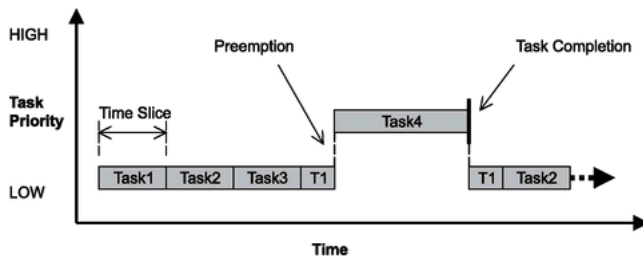 HIGH
Preemption
Task Completion
Task
Priority
Time Slice
Task4
Task1
Task2
Task3
T1
T1
Task2
LOW
Time